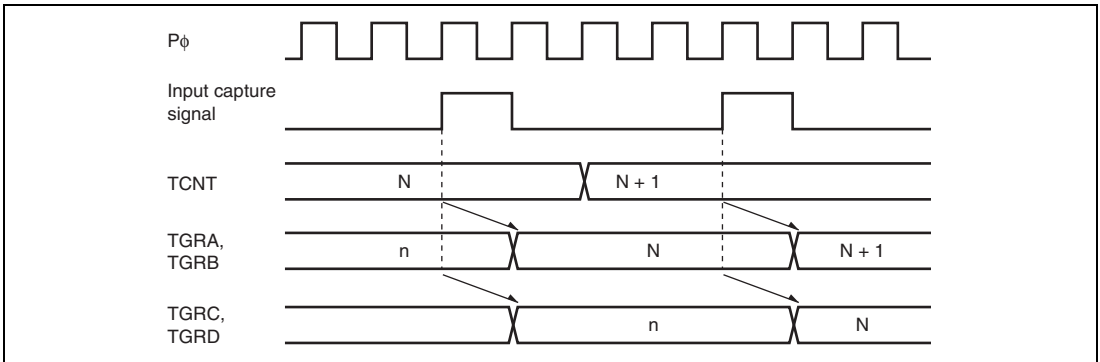 Pϕ
Input capture
signal
TCNT
N
N + 1
TGRA,
TGRB
n
N
N + 1
TGRC,
TGRD
n
N